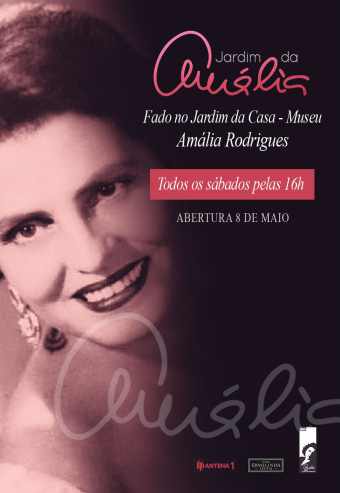 Jardim da
Amália
Fado no Jardim da Casa - Museu
Amália Rodrigues
Todos os sábados pelas 16h
ABERTURA 8 DE MAIO
Amália
ANTENA 1
ERMELINDA